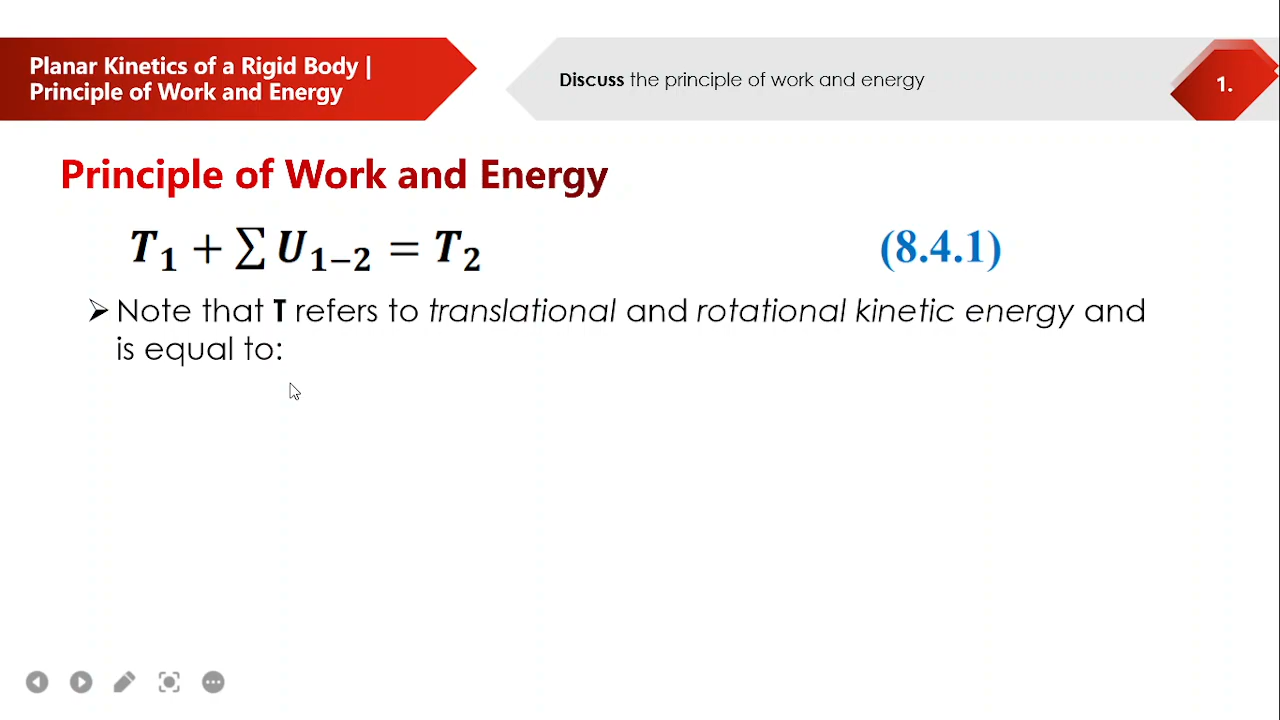 Planar Kinetics of a Rigid Body |
Principle of Work and Energy
Discuss the principle of work and energy
1.
Principle of Work and Energy
T₁ + ∑ U₁₋₂ = T₂ (8.4.1)
➢ Note that T refers to translational and rotational kinetic energy and
is equal to: